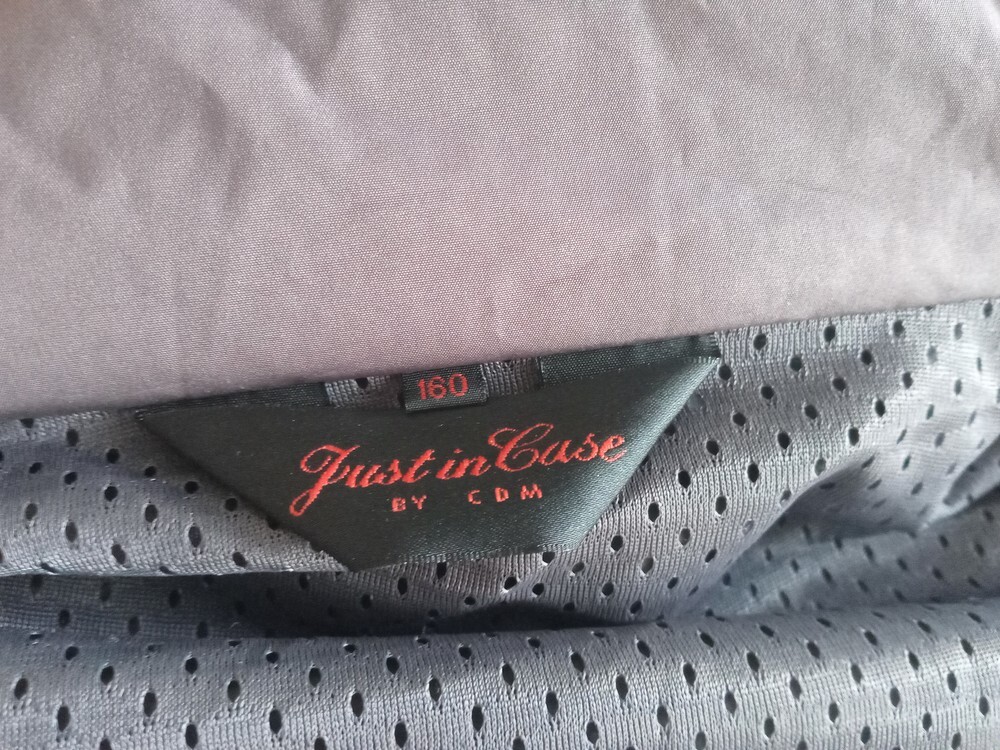 160
Just in Case
BY CDM